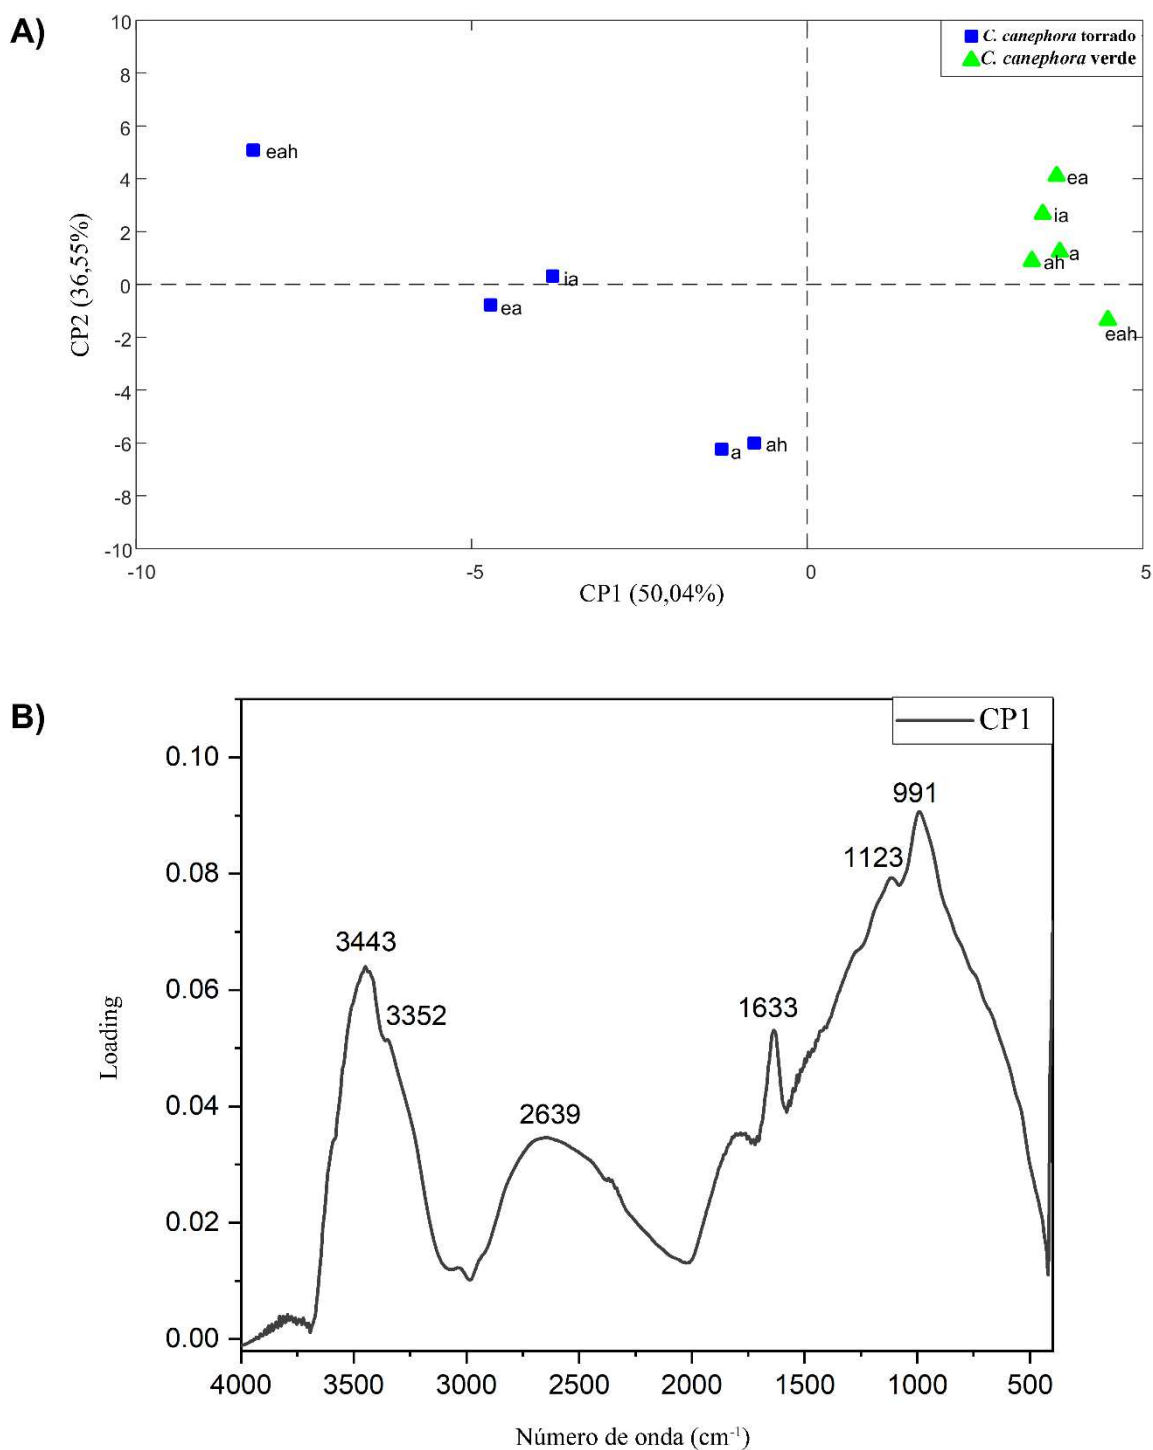 A)
C. canephora torrado
C. canephora verde
10
8
6
4
2
0
-2
-4
-6
-8
-10
CP2 (36,55%)
eah
ia
ea
a
ah
ea
ia
a
ah
eah
-10
-5
0
5
CP1 (50,04%)
B)
CP1
0.10
0.08
0.06
0.04
0.02
0.00
Loading
3443
3352
2639
1633
1123
991
4000
3500
3000
2500
2000
1500
1000
500
Número de onda (cm⁻¹)